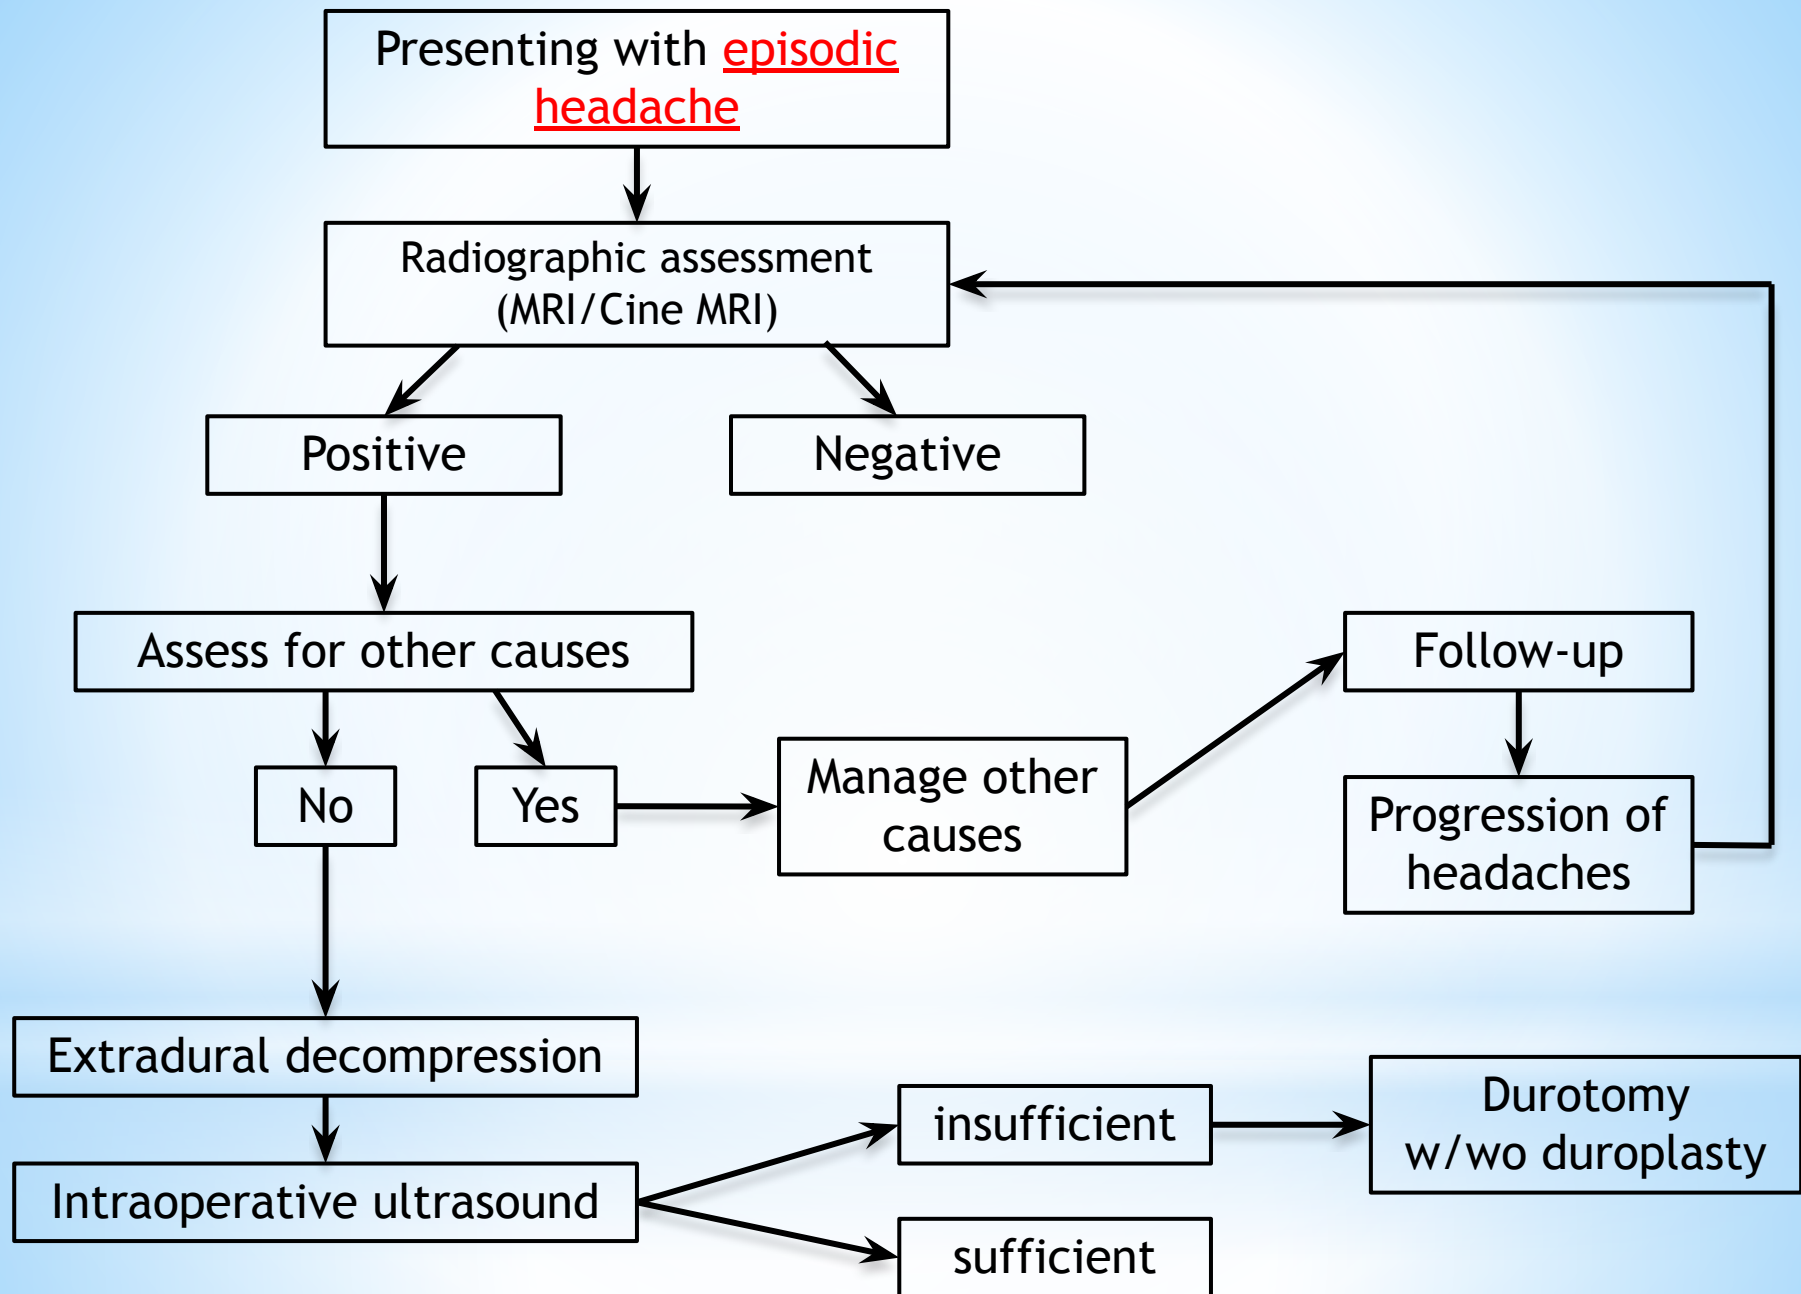 Presenting with episodic
headache
Radiographic assessment
(MRI/Cine MRI)
Positive
Negative
Assess for other causes
Follow-up
No
Yes
Manage other
causes
Progression of
headaches
Extradural decompression
insufficient
Durotomy
w/wo duroplasty
Intraoperative ultrasound
sufficient